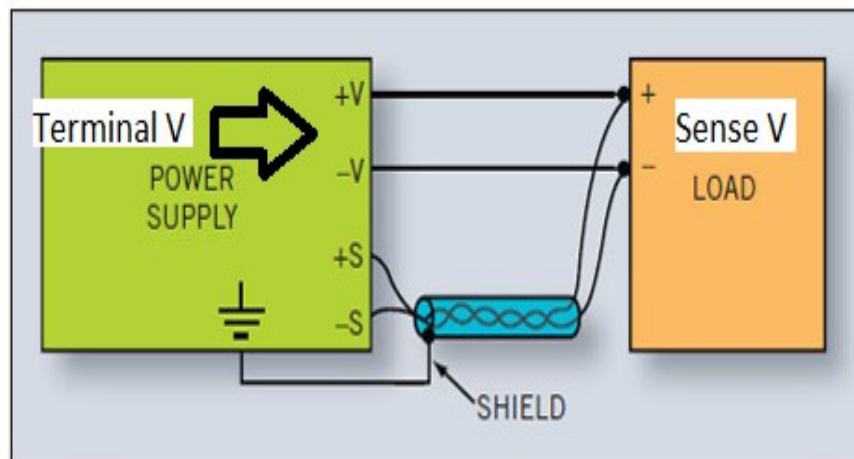 Terminal V
POWER
SUPPLY
+V
–V
+S
–S
+
–
Sense V
LOAD
SHIELD